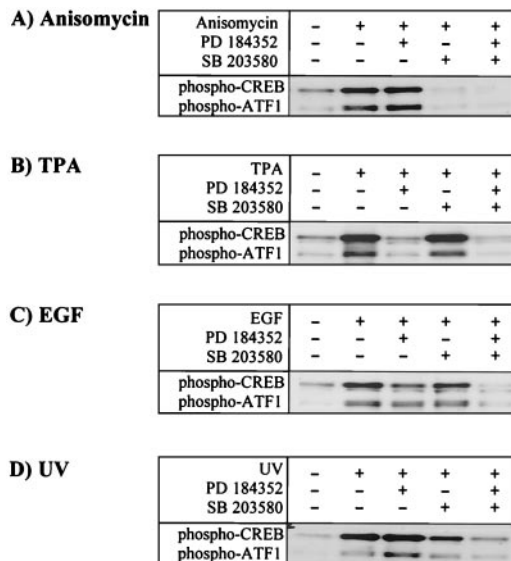 A) Anisomycin
Anisomycin − + + + +
PD 184352 − − + − +
SB 203580 − − − + +
phospho-CREB
phospho-ATF1
B) TPA
TPA − + + + +
PD 184352 − − + − +
SB 203580 − − − + +
phospho-CREB
phospho-ATF1
C) EGF
EGF − + + + +
PD 184352 − − + − +
SB 203580 − − − + +
phospho-CREB
phospho-ATF1
D) UV
UV − + + + +
PD 184352 − − + − +
SB 203580 − − − + +
phospho-CREB
phospho-ATF1